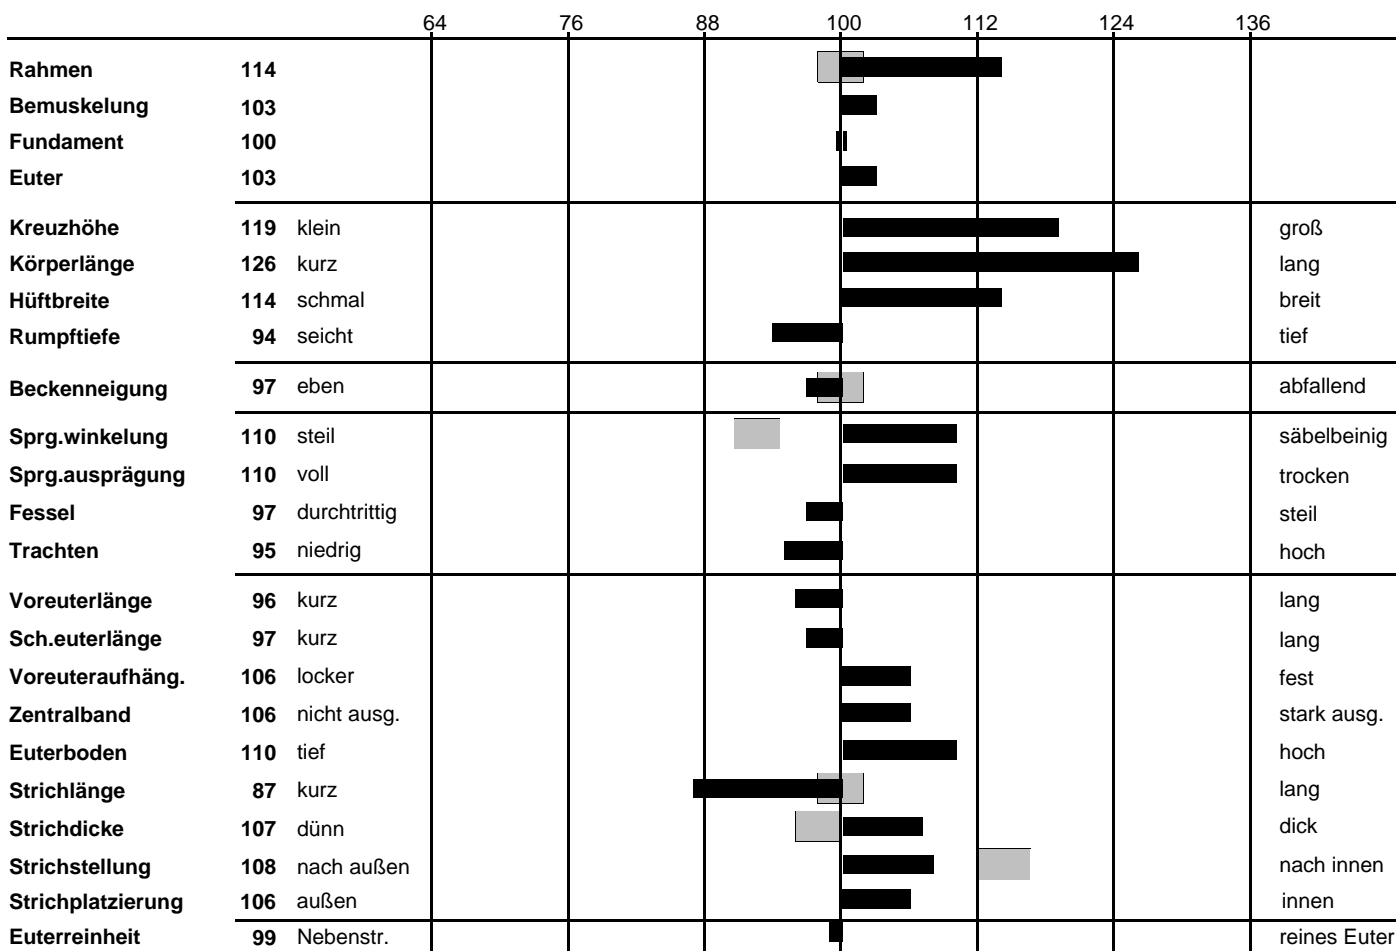 64 76 88 100 112 124 136
Rahmen 114
Bemuskelung 103
Fundament 100
Euter 103
Kreuzhöhe 119 klein groß
Körperlänge 126 kurz lang
Hüftbreite 114 schmal breit
Rumpftiefe 94 seicht tief
Beckenneigung 97 eben abfallend
Sprg.winkelung 110 steil säbelbeinig
Sprg.ausprägung 110 voll trocken
Fessel 97 durchtrittig steil
Trachten 95 niedrig hoch
Voreuterlänge 96 kurz lang
Sch.euterlänge 97 kurz lang
Voreuteraufhäng. 106 locker fest
Zentralband 106 nicht ausg. stark ausg.
Euterboden 110 tief hoch
Strichlänge 87 kurz lang
Strichdicke 107 dünn dick
Strichstellung 108 nach außen nach innen
Strichplatzierung 106 außen innen
Euterreinheit 99 Nebenstr. reines Euter